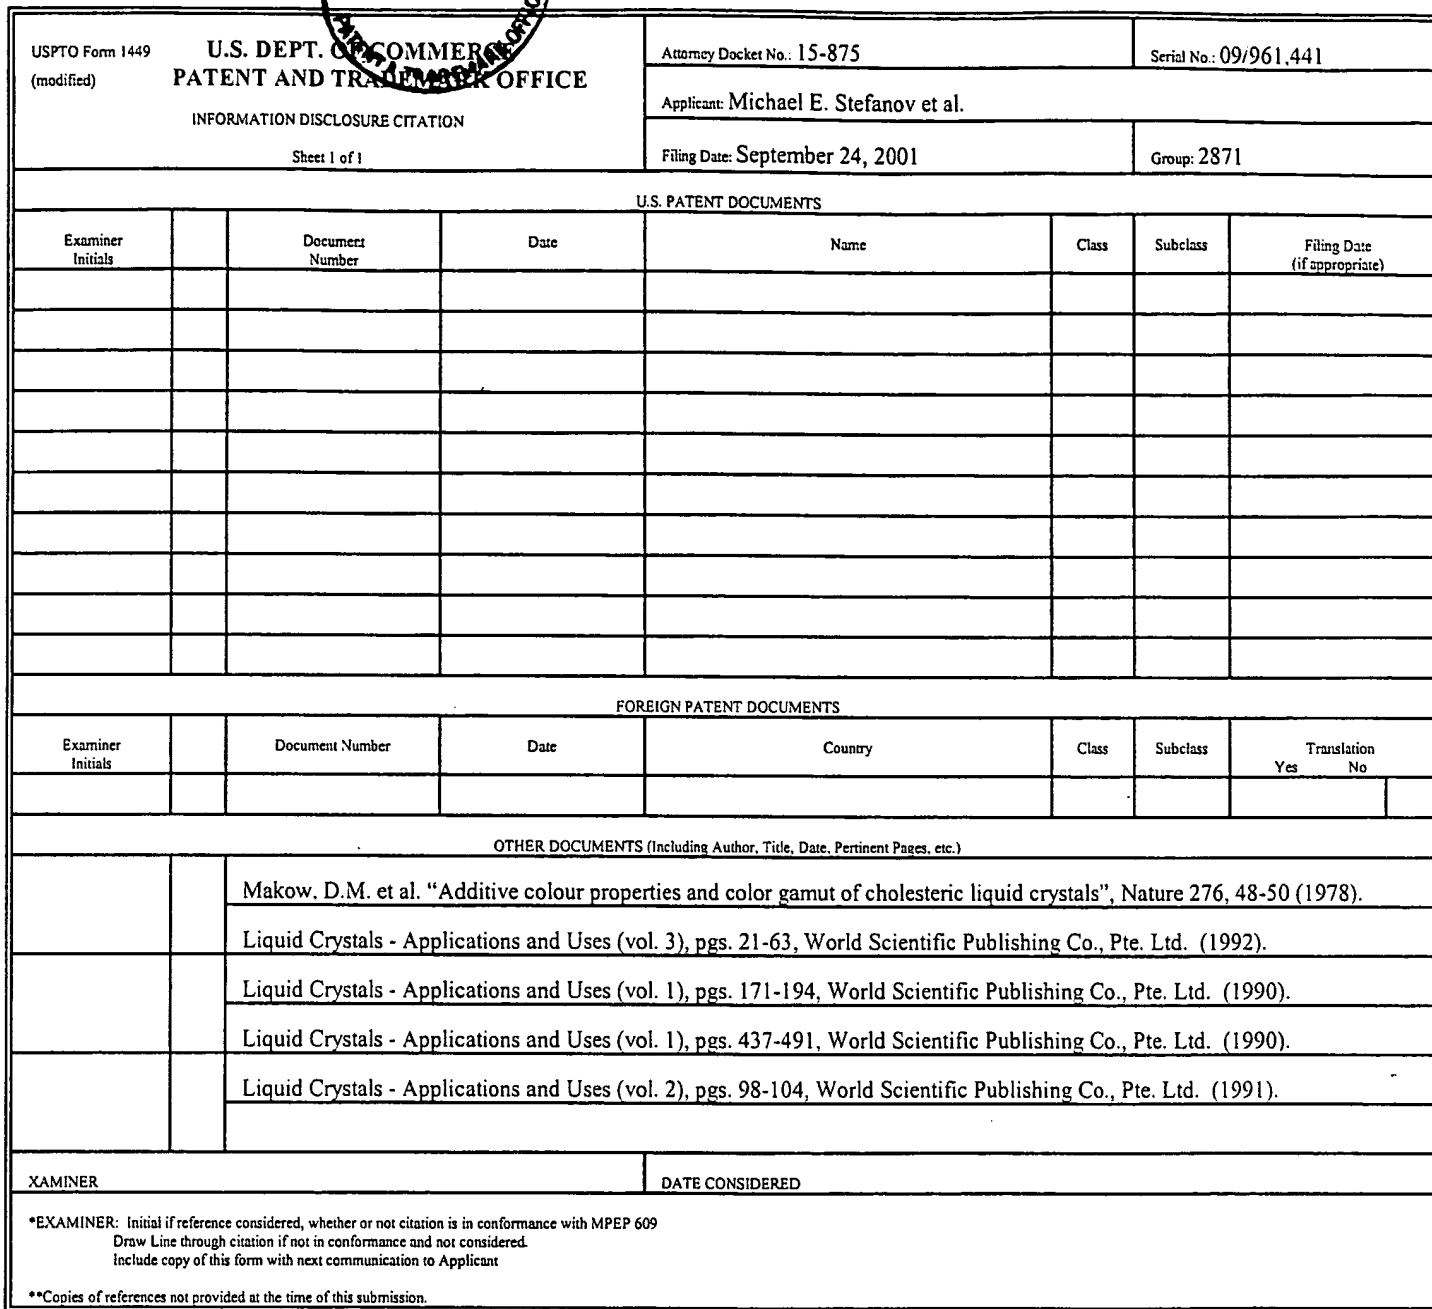 USPTO Form 1449
(modified)
U.S. DEPT. OF COMMERCE
PATENT AND TRADEMARK OFFICE
INFORMATION DISCLOSURE CITATION
Sheet 1 of 1
Attorney Docket No.: 15-875
Serial No.: 09/961,441
Applicant: Michael E. Stefanov et al.
Filing Date: September 24, 2001
Group: 2871
U.S. PATENT DOCUMENTS
Examiner
Initials
Document
Number
Date
Name
Class
Subclass
Filing Date
(if appropriate)
FOREIGN PATENT DOCUMENTS
Examiner
Initials
Document Number
Date
Country
Class
Subclass
Translation
Yes No
OTHER DOCUMENTS (Including Author, Title, Date, Pertinent Pages, etc.)
Makow, D.M. et al. “Additive colour properties and color gamut of cholesteric liquid crystals”, Nature 276, 48-50 (1978).
Liquid Crystals - Applications and Uses (vol. 3), pgs. 21-63, World Scientific Publishing Co., Pte. Ltd. (1992).
Liquid Crystals - Applications and Uses (vol. 1), pgs. 171-194, World Scientific Publishing Co., Pte. Ltd. (1990).
Liquid Crystals - Applications and Uses (vol. 1), pgs. 437-491, World Scientific Publishing Co., Pte. Ltd. (1990).
Liquid Crystals - Applications and Uses (vol. 2), pgs. 98-104, World Scientific Publishing Co., Pte. Ltd. (1991).
XAMINER
DATE CONSIDERED
*EXAMINER: Initial if reference considered, whether or not citation is in conformance with MPEP 609
Draw Line through citation if not in conformance and not considered.
Include copy of this form with next communication to Applicant
**Copies of references not provided at the time of this submission.